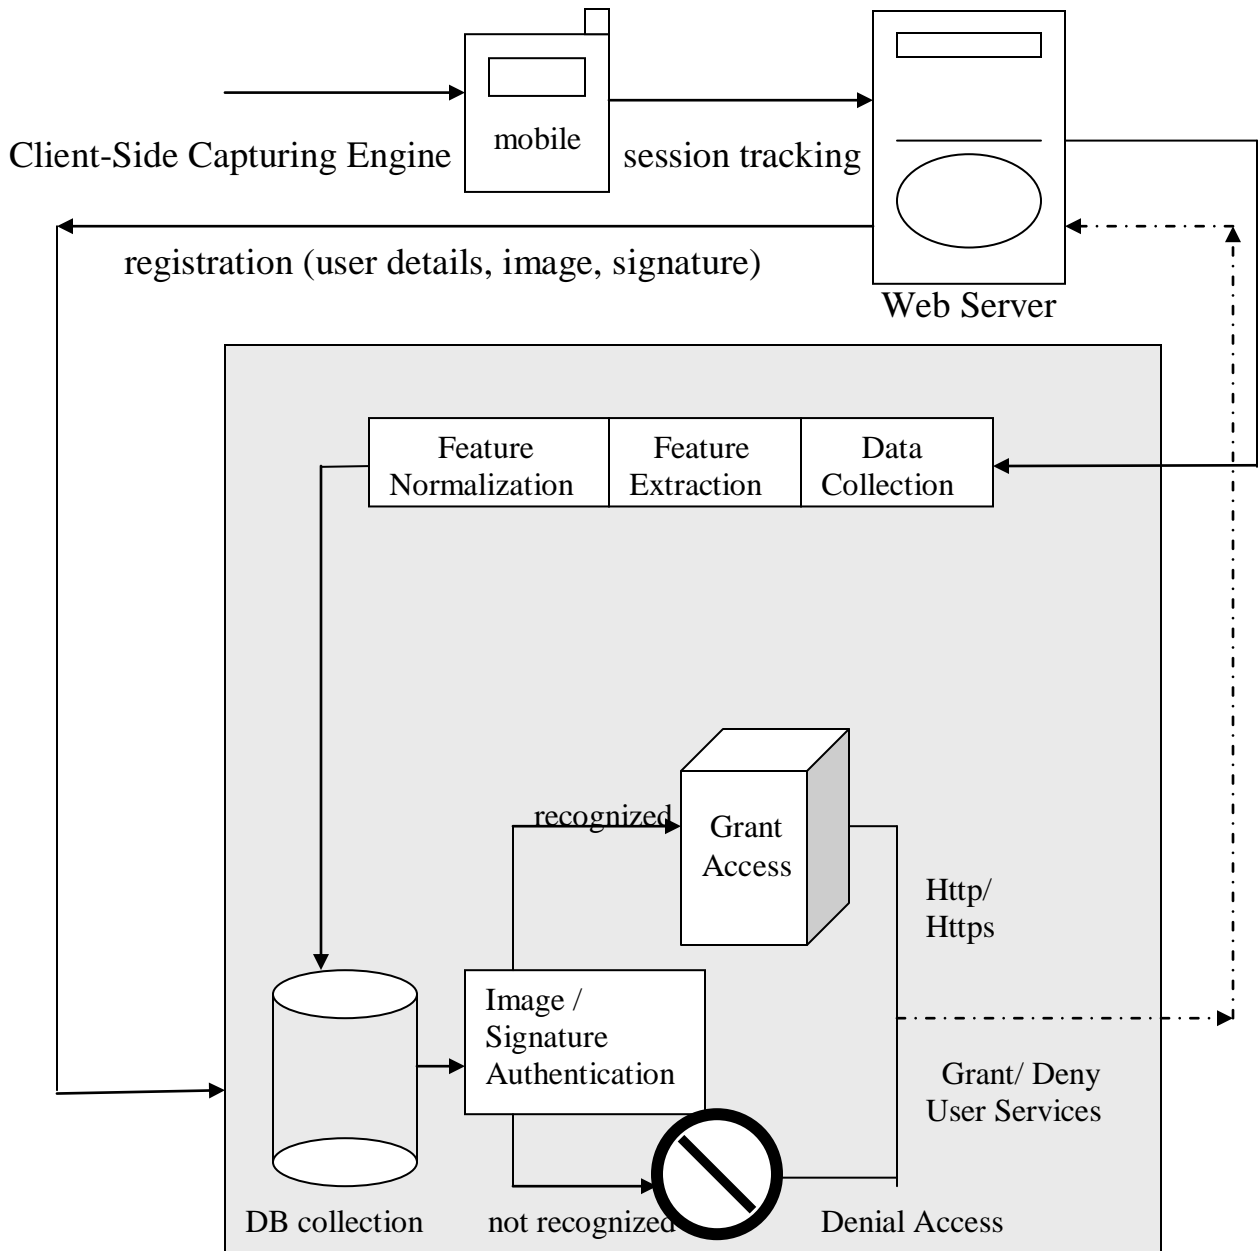 mobile
Client-Side Capturing Engine
session tracking
registration (user details, image, signature)
Web Server
Feature
Normalization
Feature
Extraction
Data
Collection
recognized
Grant
Access
Http/
Https
Image /
Signature
Authentication
Grant/ Deny
User Services
DB collection
not recognized
Denial Access